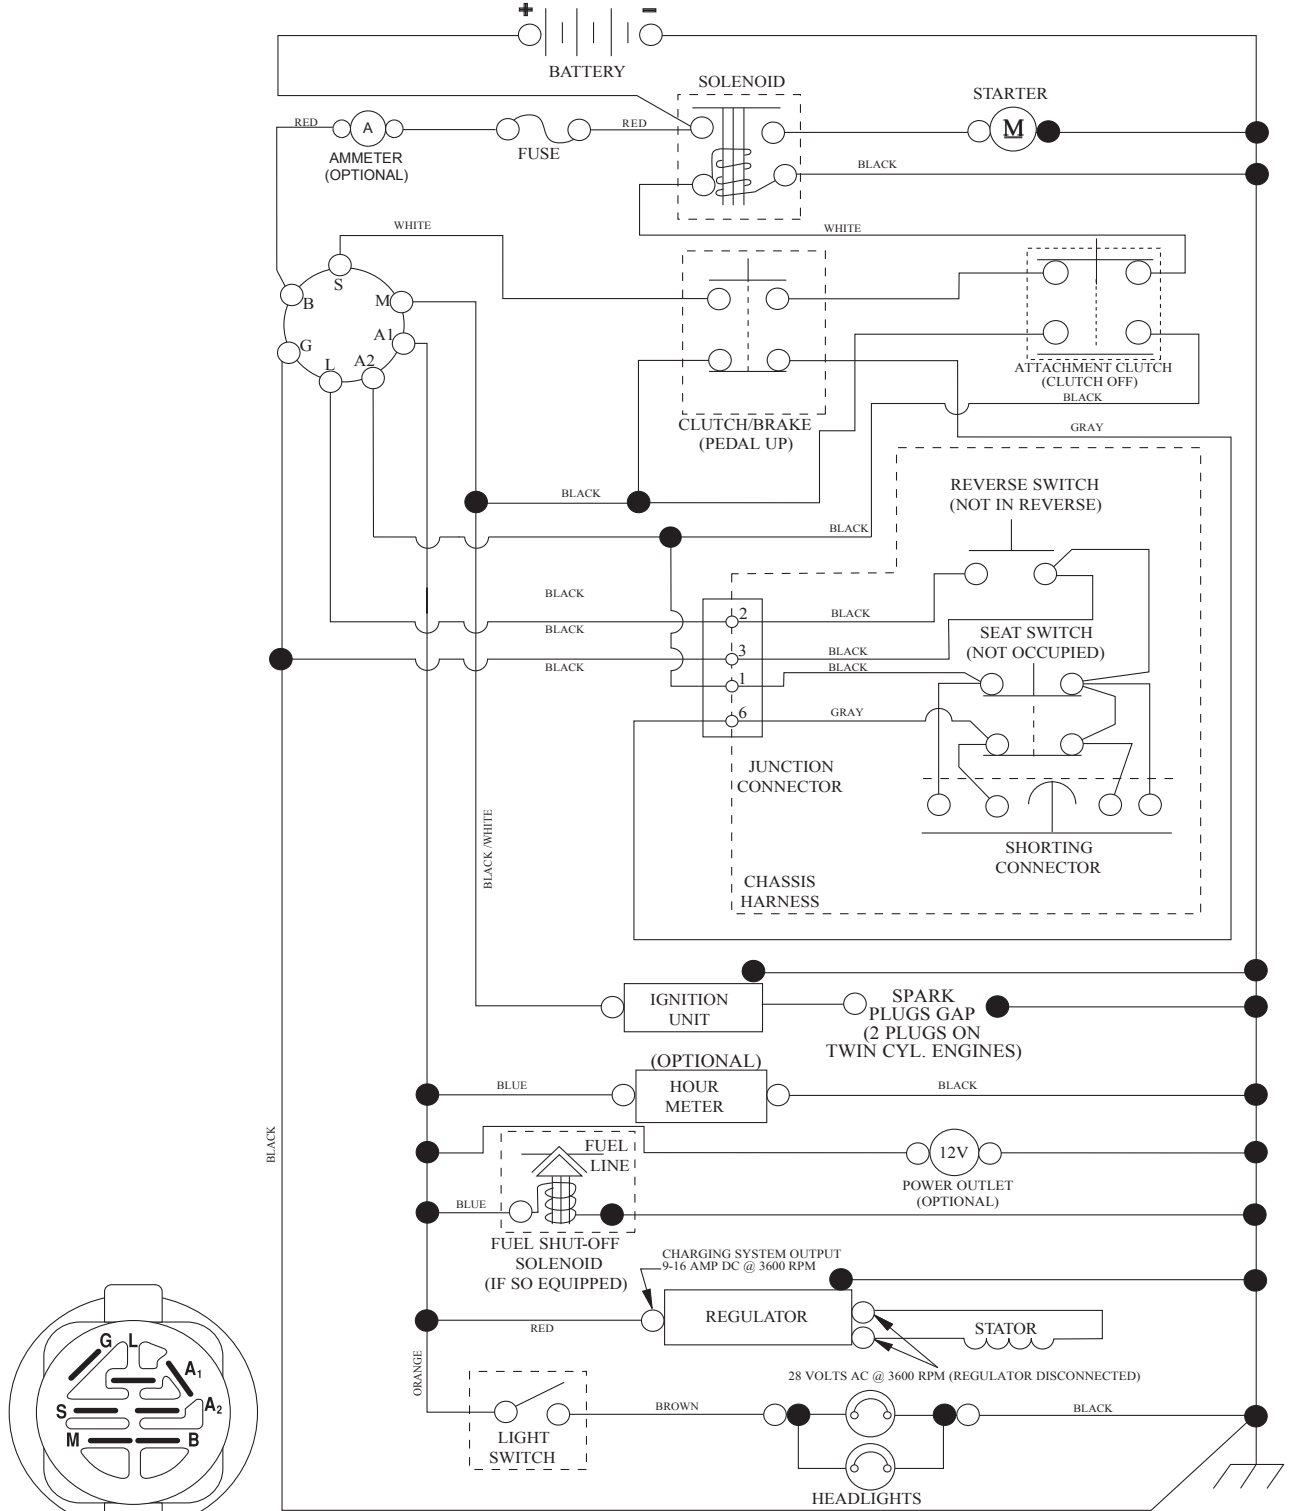 + −
BATTERY
SOLENOID
STARTER
RED
A
RED
M
FUSE
AMMETER
(OPTIONAL)
BLACK
WHITE
WHITE
S
B
M
A1
G
L
A2
ATTACHMENT CLUTCH
(CLUTCH OFF)
BLACK
CLUTCH/BRAKE
(PEDAL UP)
GRAY
REVERSE SWITCH
(NOT IN REVERSE)
BLACK
BLACK
BLACK
2
BLACK
BLACK
SEAT SWITCH
(NOT OCCUPIED)
3
BLACK
BLACK
BLACK
1
6
GRAY
JUNCTION
CONNECTOR
BLACK /WHITE
SHORTING
CONNECTOR
CHASSIS
HARNESS
IGNITION
UNIT
SPARK
PLUGS GAP
(2 PLUGS ON
TWIN CYL. ENGINES)
(OPTIONAL)
BLUE
HOUR
METER
BLACK
BLACK
FUEL
LINE
12V
POWER OUTLET
(OPTIONAL)
BLUE
FUEL SHUT-OFF
SOLENOID
(IF SO EQUIPPED)
CHARGING SYSTEM OUTPUT
9-16 AMP DC @ 3600 RPM
REGULATOR
RED
STATOR
28 VOLTS AC @ 3600 RPM (REGULATOR DISCONNECTED)
ORANGE
BROWN
BLACK
LIGHT
SWITCH
HEADLIGHTS
G L
A1
A2
S
M
B